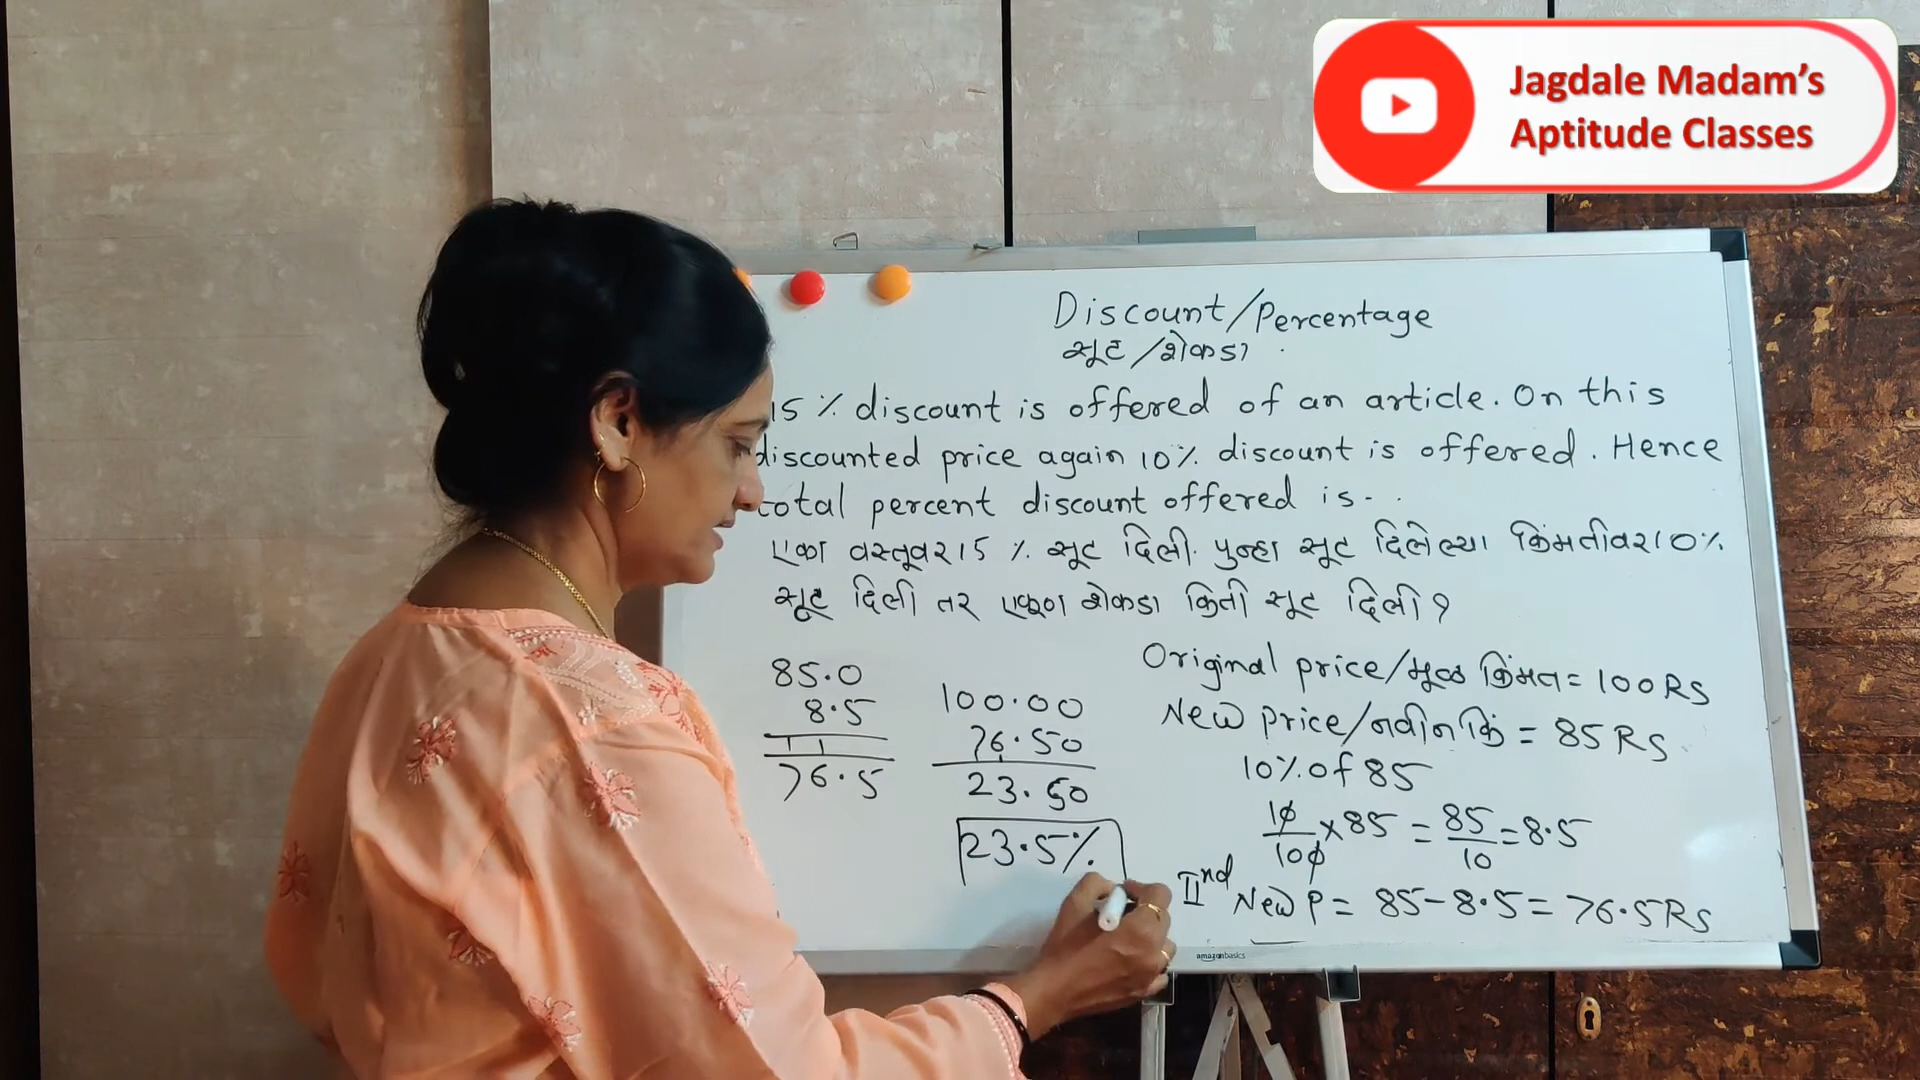 Jagdale Madam's
Aptitude Classes
Discount/Percentage
सूट/शेकडा
15% discount is offered of an article. On this
discounted price again 10% discount is offered. Hence
total percent discount offered is--
एका वस्तूवर 15% सूट दिली. पुन्हा सूट दिलेल्या किंमतीवर 10%
सूट दिली तर एकूण शेकडा किती सूट दिली?
85.0
8.5
76.5
100.00
76.50
23.50
23.5%
Original price/मूळ किंमत = 100 RS
New price/नवीन किं = 85 RS
10% of 85
10/100 x 85 = 85/10 = 8.5
IInd New P = 85 - 8.5 = 76.5 RS
amazonbasics